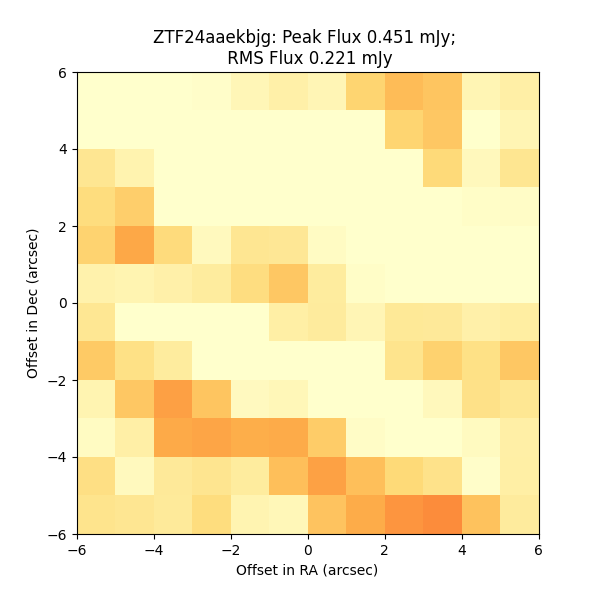 ZTF24aaekbjg: Peak Flux 0.451 mJy;
RMS Flux 0.221 mJy
6
4
2
0
−2
−4
−6
Offset in Dec (arcsec)
−6 −4 −2 0 2 4 6
Offset in RA (arcsec)